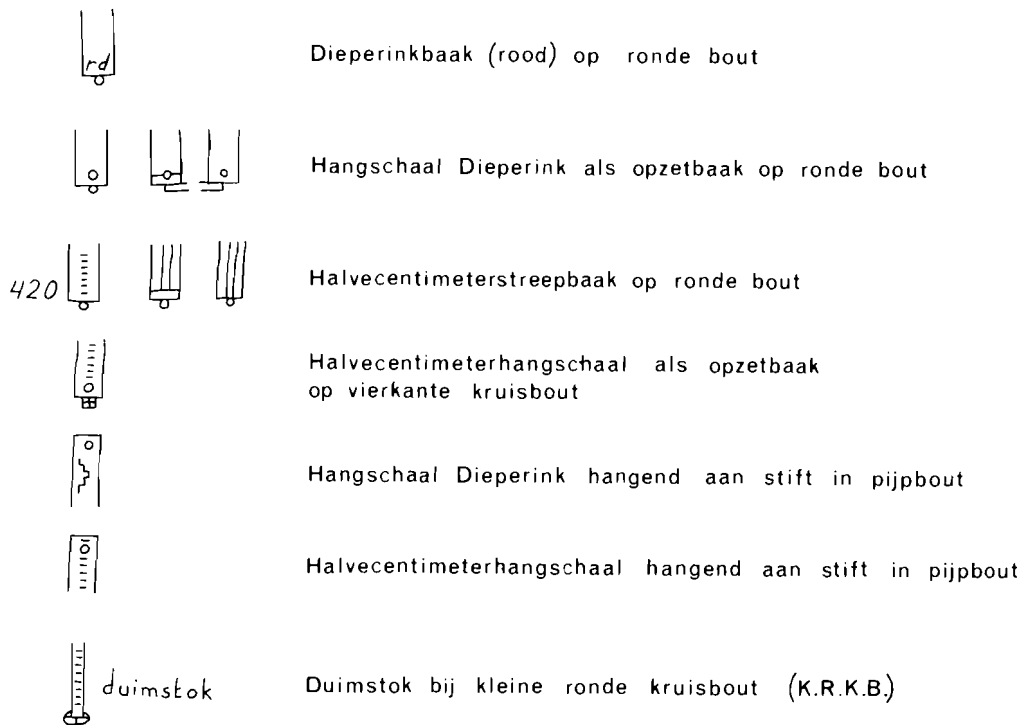 rd
Dieperinkbaak (rood) op ronde bout
Hangschaal Dieperink als opzetbaak op ronde bout
420
Halvecentimeterstreepbaak op ronde bout
Halvecentimeterhangschaal als opzetbaak
op vierkante kruisbout
Hangschaal Dieperink hangend aan stift in pijpbout
Halvecentimeterhangschaal hangend aan stift in pijpbout
duimstok
Duimstok bij kleine ronde kruisbout (K.R.K.B.)